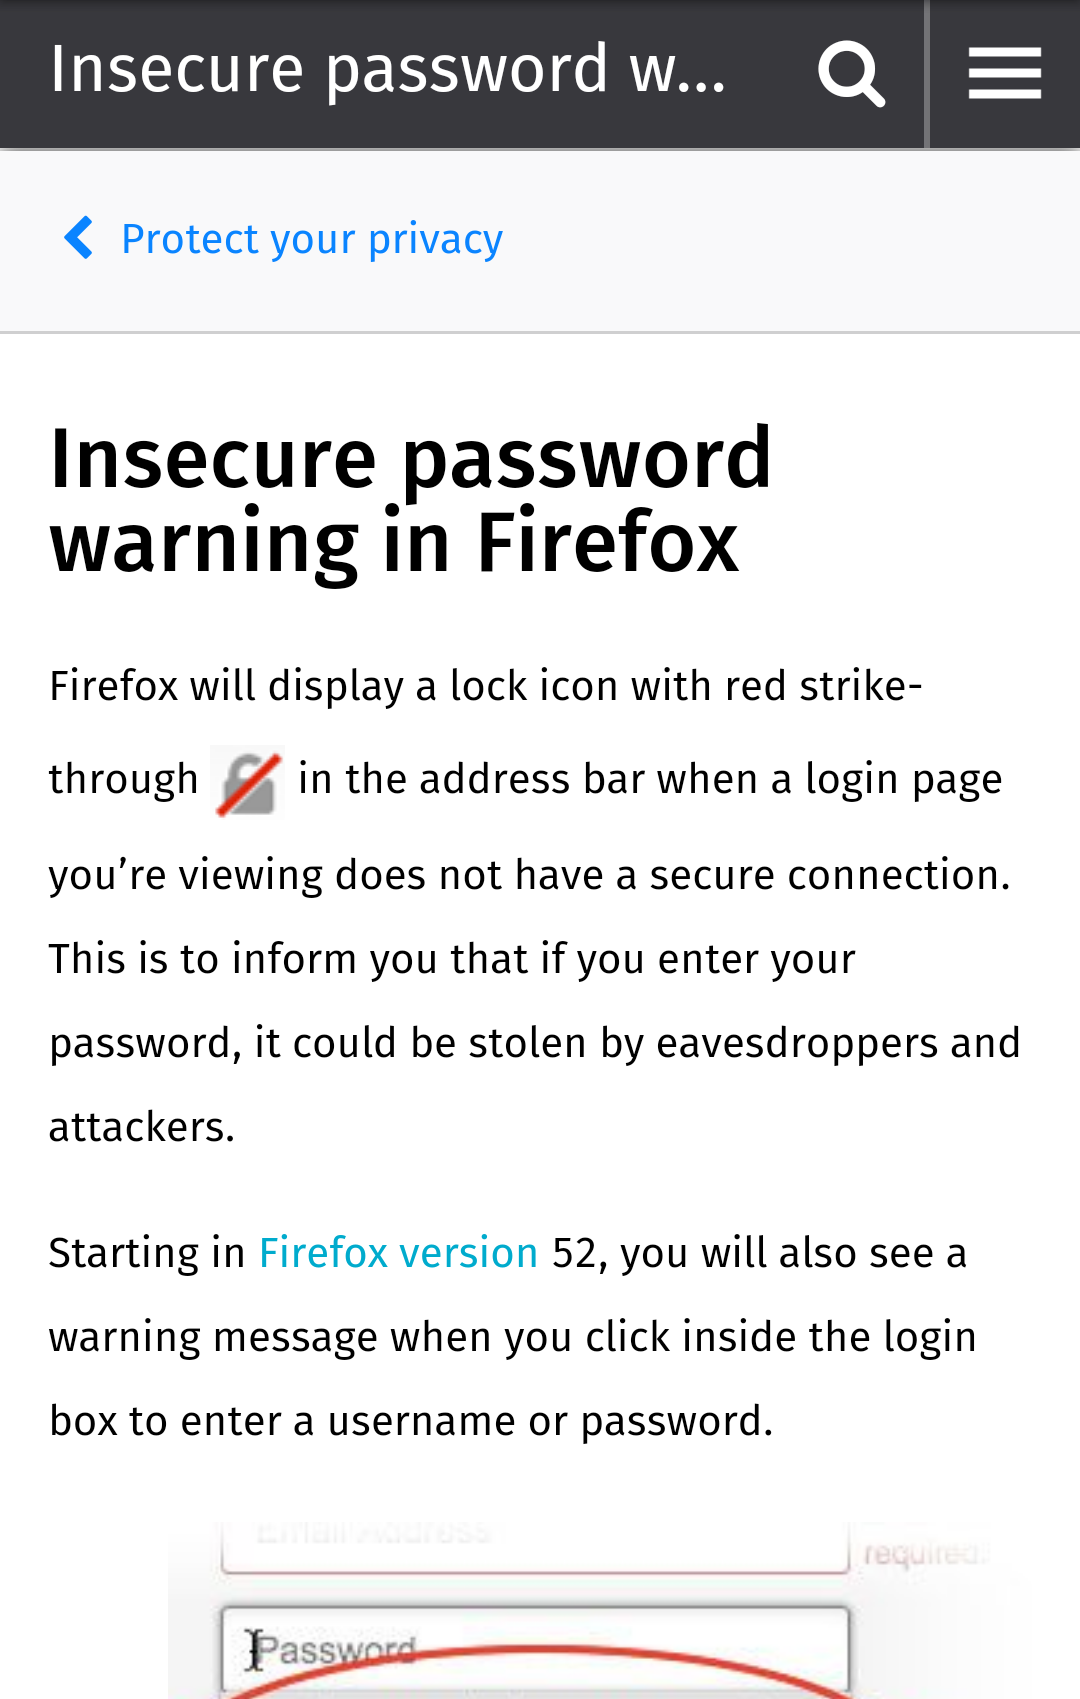 Insecure password w...
Protect your privacy
Insecure password
warning in Firefox
Firefox will display a lock icon with red strike-
through in the address bar when a login page
you’re viewing does not have a secure connection.
This is to inform you that if you enter your
password, it could be stolen by eavesdroppers and
attackers.
Starting in Firefox version 52, you will also see a
warning message when you click inside the login
box to enter a username or password.
Email Address
required.
Password